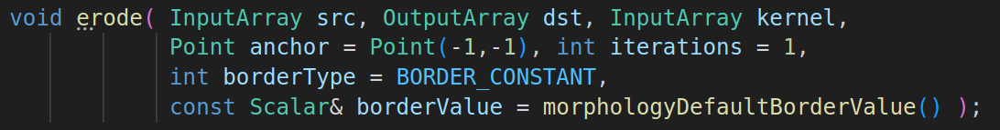 void erode( InputArray src, OutputArray dst, InputArray kernel,
Point anchor = Point(-1,-1), int iterations = 1,
int borderType = BORDER_CONSTANT,
const Scalar& borderValue = morphologyDefaultBorderValue() );